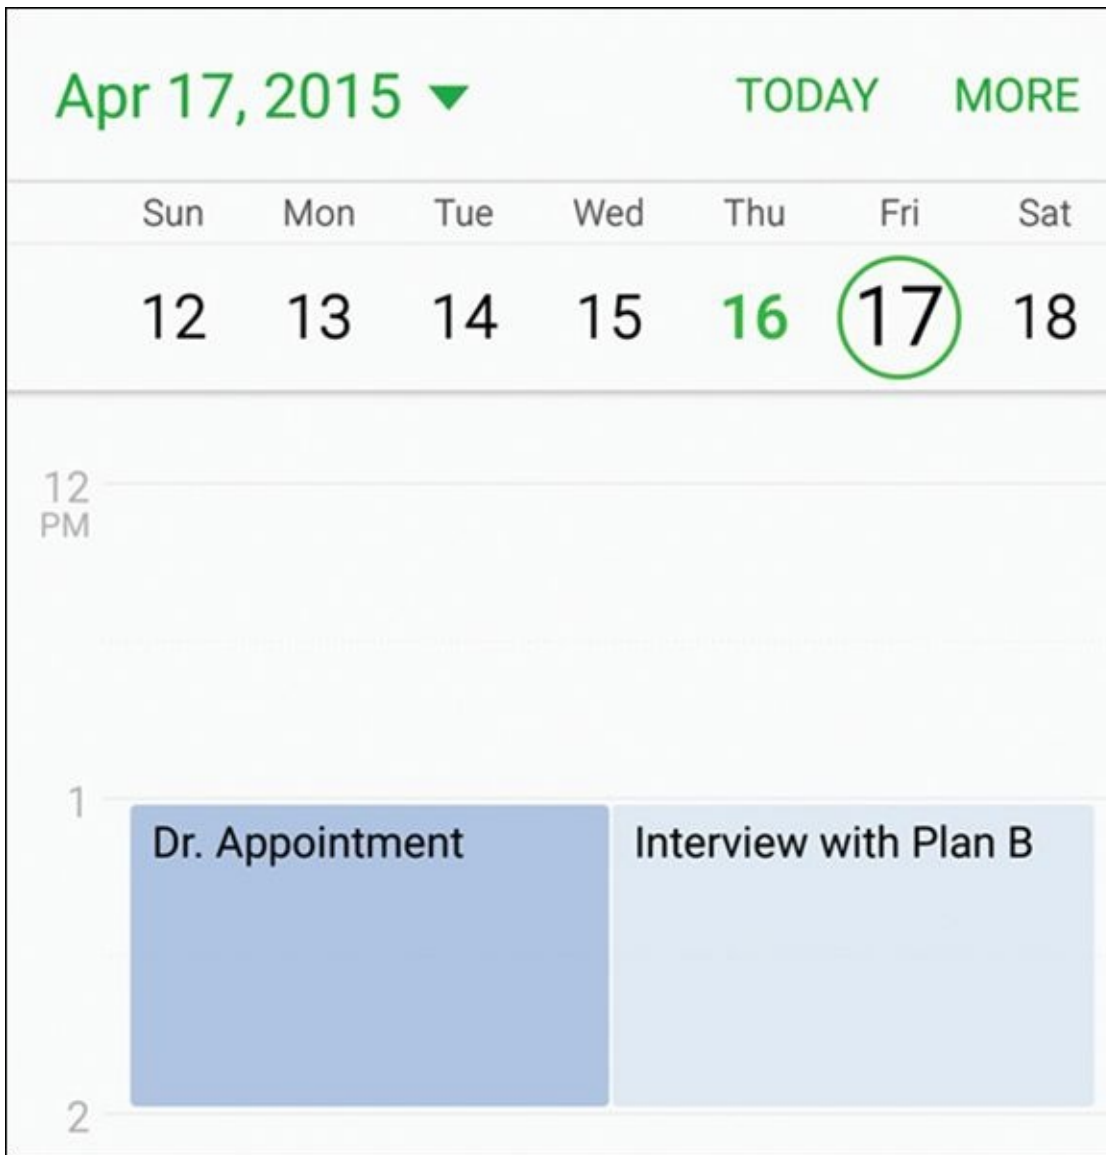 Apr 17, 2015 TODAY MORE
Sun Mon Tue Wed Thu Fri Sat
12 13 14 15 16 17 18
12
PM
1
Dr. Appointment Interview with Plan B
2